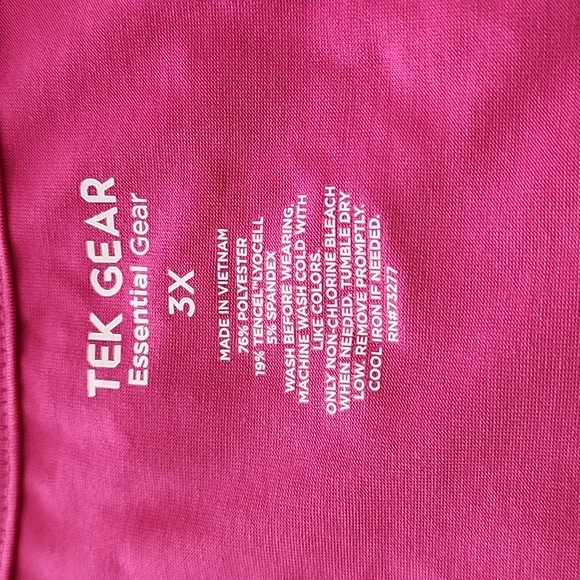 TEK GEAR
Essential Gear
3X
MADE IN VIETNAM
76% POLYESTER
19% TENCEL™LYOCELL
5% SPANDEX
WASH BEFORE WEARING.
MACHINE WASH COLD WITH
LIKE COLORS.
ONLY NON-CHLORINE BLEACH
WHEN NEEDED, TUMBLE DRY
LOW. REMOVE PROMPTLY.
COOL IRON IF NEEDED.
RN#73277